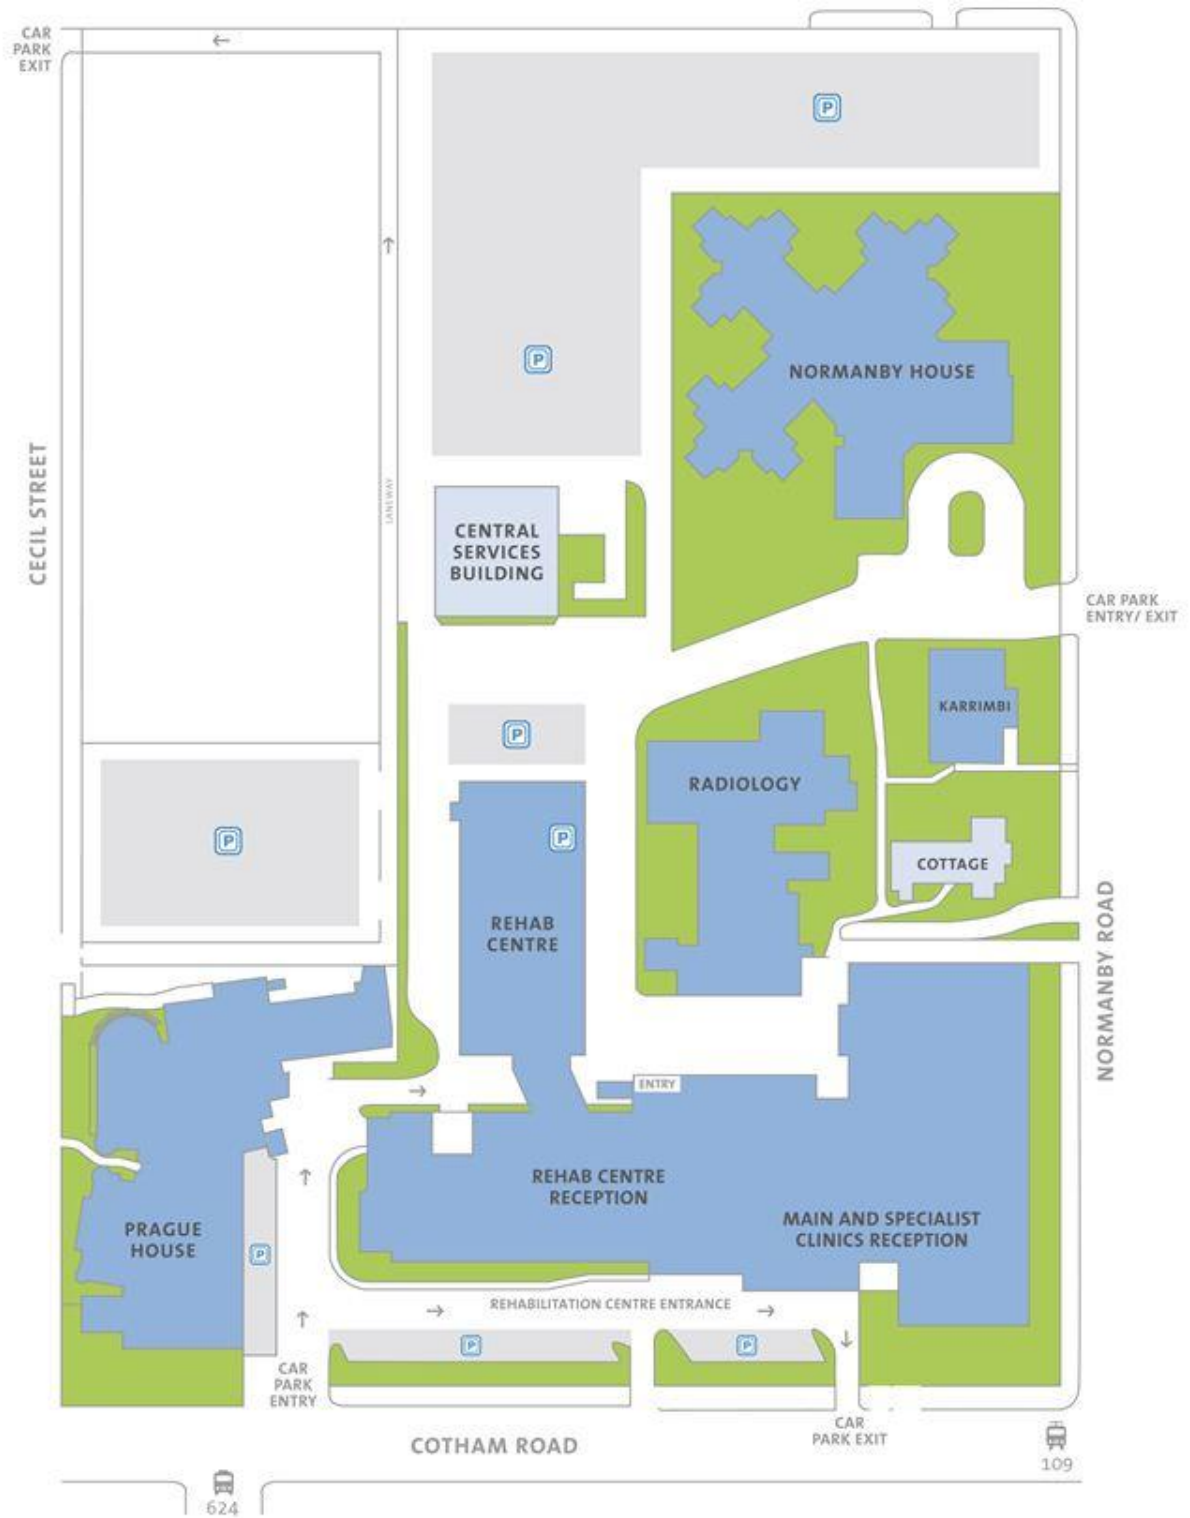 CAR
PARK
EXIT
P
P
NORMANBY HOUSE
CECIL STREET
LANEWAY
CENTRAL
SERVICES
BUILDING
CAR PARK
ENTRY/ EXIT
KARRIMBI
P
RADIOLOGY
P
P
COTTAGE
REHAB
CENTRE
NORMANBY ROAD
ENTRY
REHAB CENTRE
RECEPTION
MAIN AND SPECIALIST
CLINICS RECEPTION
PRAGUE
HOUSE
P
REHABILITATION CENTRE ENTRANCE
P
P
CAR
PARK
ENTRY
CAR
PARK EXIT
COTHAM ROAD
109
624